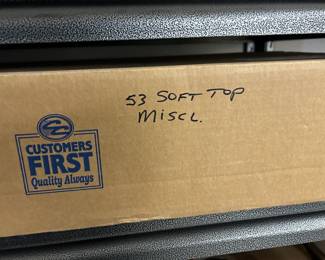 53 SOFT TOP
MISCL.
CUSTOMERS
FIRST
Quality Always